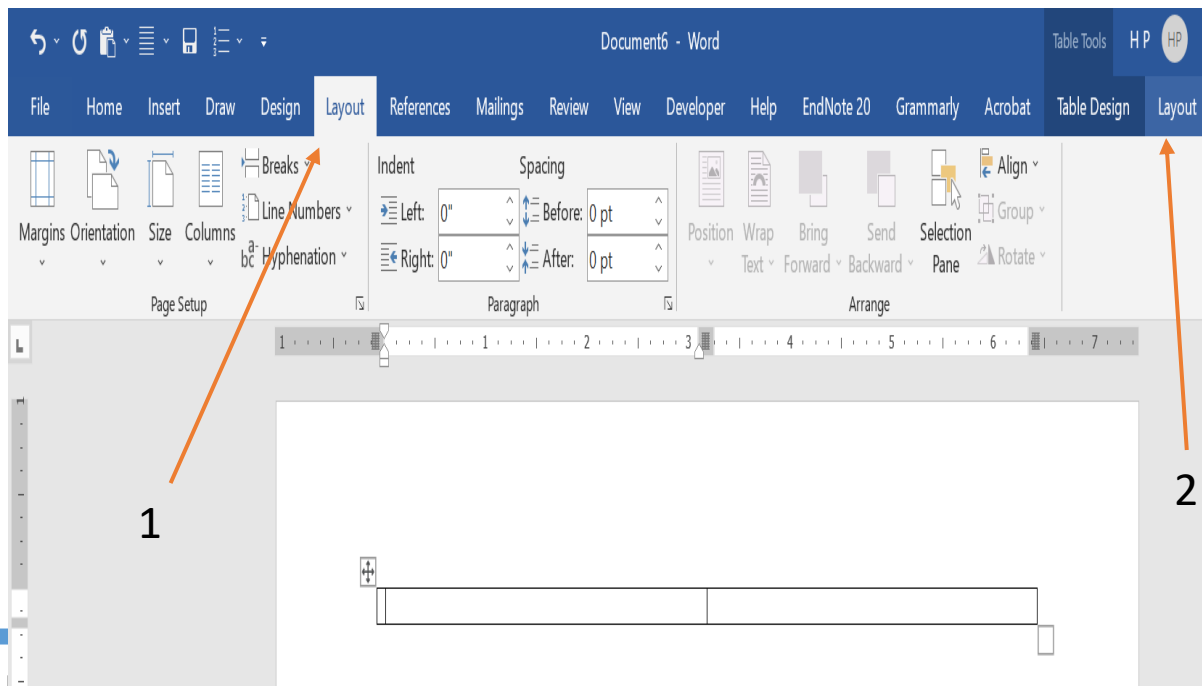 Document6 - Word Table Tools H P HP
File Home Insert Draw Design Layout References Mailings Review View Developer Help EndNote 20 Grammarly Acrobat Table Design Layout
Breaks Indent Spacing Align
Line Numbers Left: 0" Before: 0 pt Group
Margins Orientation Size Columns Position Wrap Bring Send Selection
Hyphenation Right: 0" After: 0 pt Text Forward Backward Pane Rotate
Page Setup Paragraph Arrange
L 1 1 2 3 4 5 6 7
1
2
1